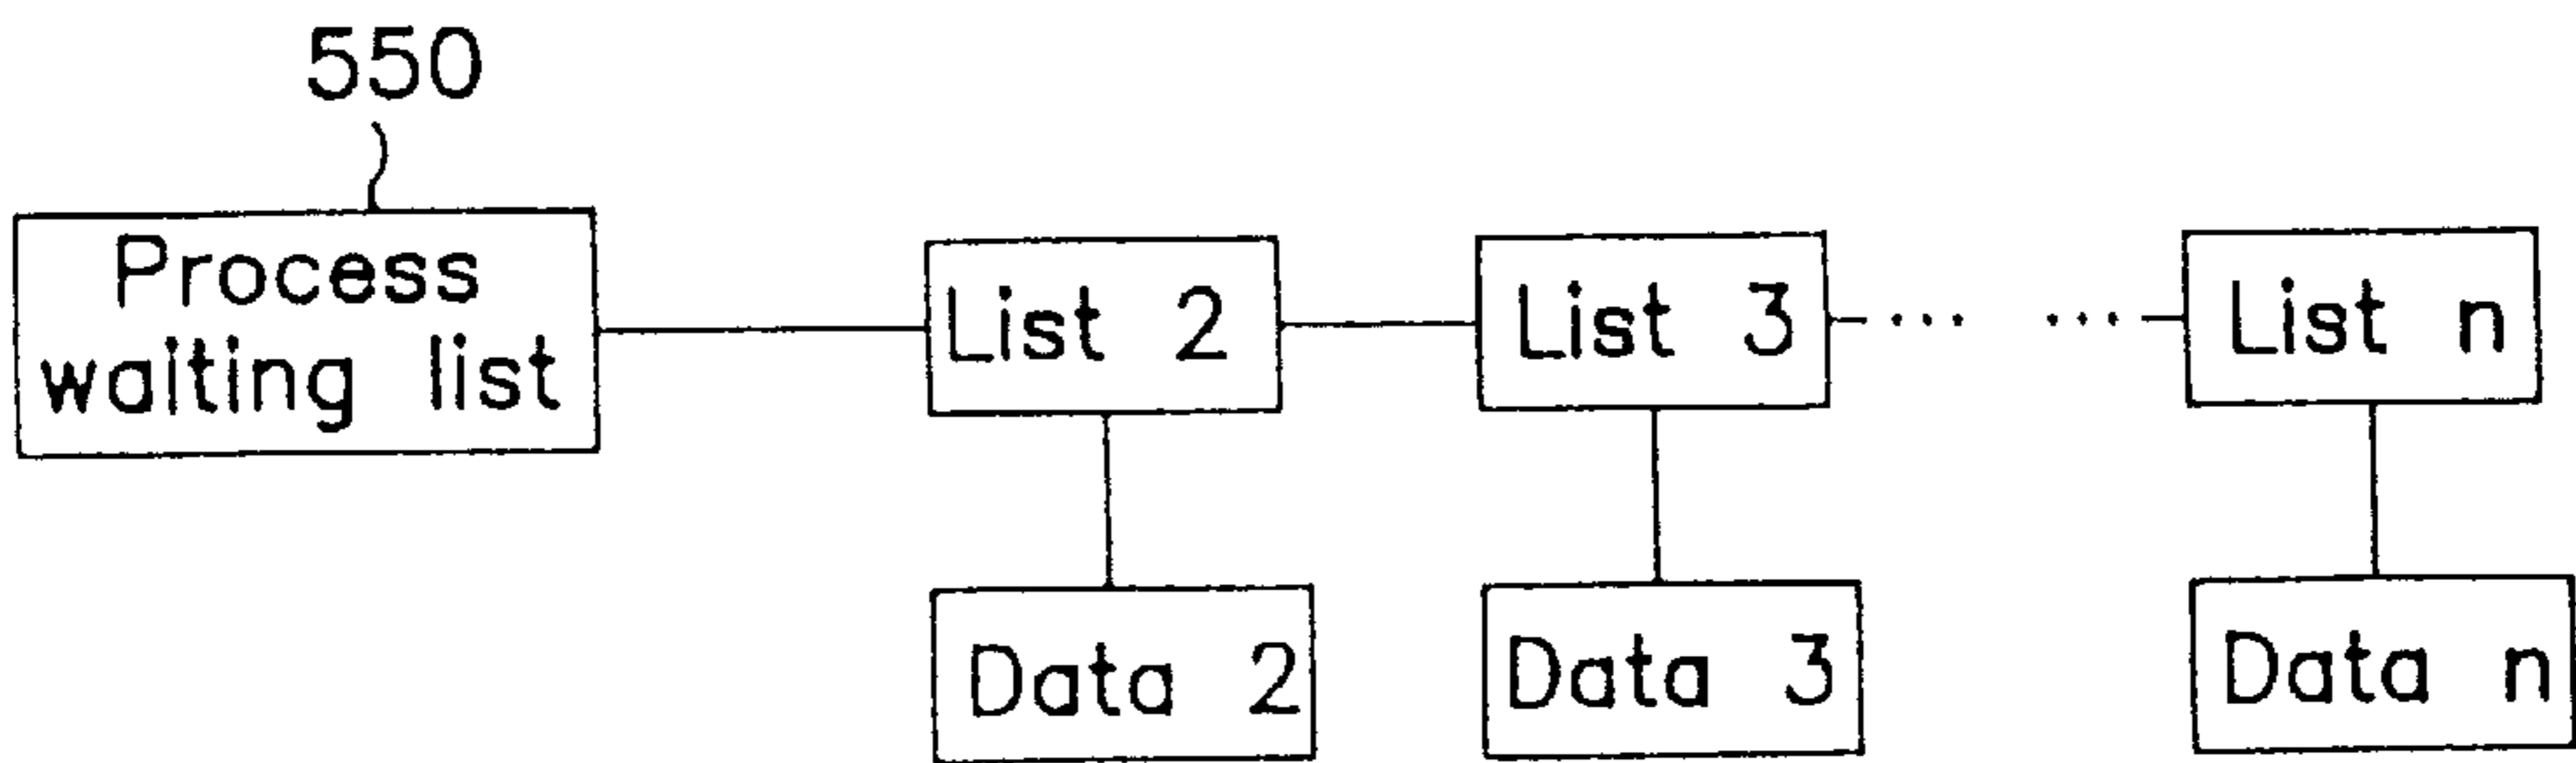 550
Process
waiting list
List 2
List 3
... ...
List n
Data 2
Data 3
Data n